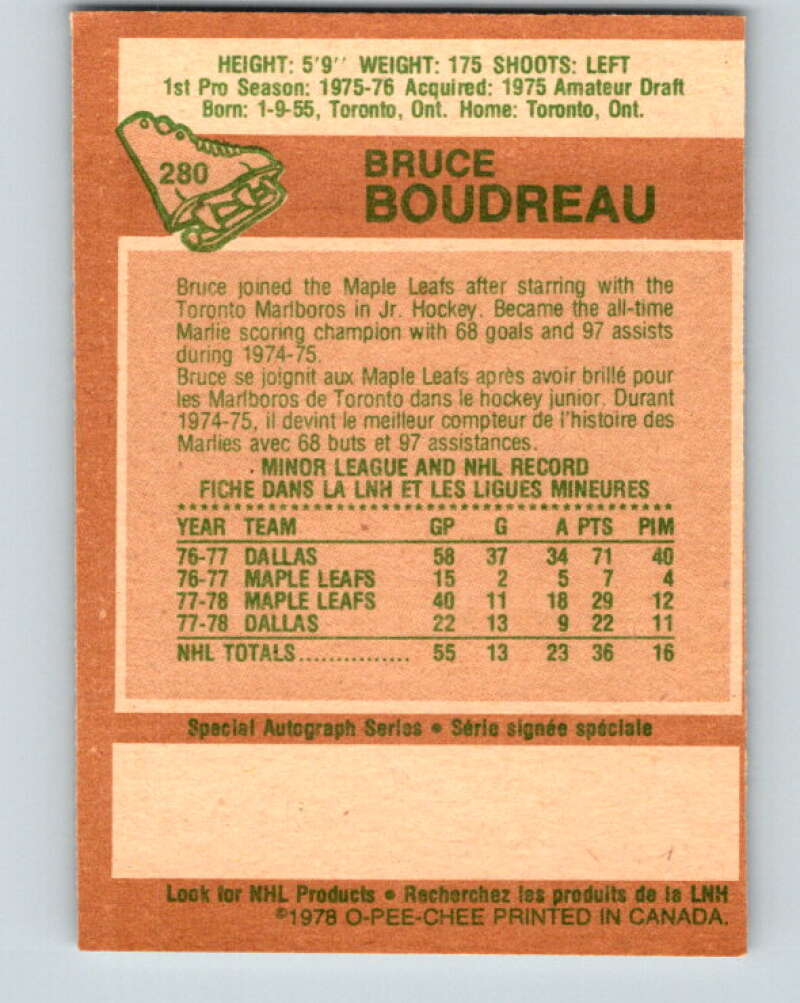 HEIGHT: 5'9'' WEIGHT: 175 SHOOTS: LEFT
1st Pro Season: 1975-76 Acquired: 1975 Amateur Draft
Born: 1-9-55, Toronto, Ont. Home: Toronto, Ont.
280
BRUCE
BOUDREAU
Bruce joined the Maple Leafs after starring with the
Toronto Marlboros in Jr. Hockey. Became the all-time
Marlie scoring champion with 68 goals and 97 assists
during 1974-75.
Bruce se joignit aux Maple Leafs après avoir brillé pour
les Marlboros de Toronto dans le hockey junior. Durant
1974-75, il devint le meilleur compteur de l'histoire des
Marlies avec 68 buts et 97 assistances.
MINOR LEAGUE AND NHL RECORD
FICHE DANS LA LNH ET LES LIGUES MINEURES
YEAR TEAM GP G A PTS PIM
76-77 DALLAS 58 37 34 71 40
76-77 MAPLE LEAFS 15 2 5 7 4
77-78 MAPLE LEAFS 40 11 18 29 12
77-78 DALLAS 22 13 9 22 11
NHL TOTALS............... 55 13 23 36 16
Special Autograph Series • Série signée spéciale
Look for NHL Products • Recherchez les produits de la LNH
©1978 O-PEE-CHEE PRINTED IN CANADA.